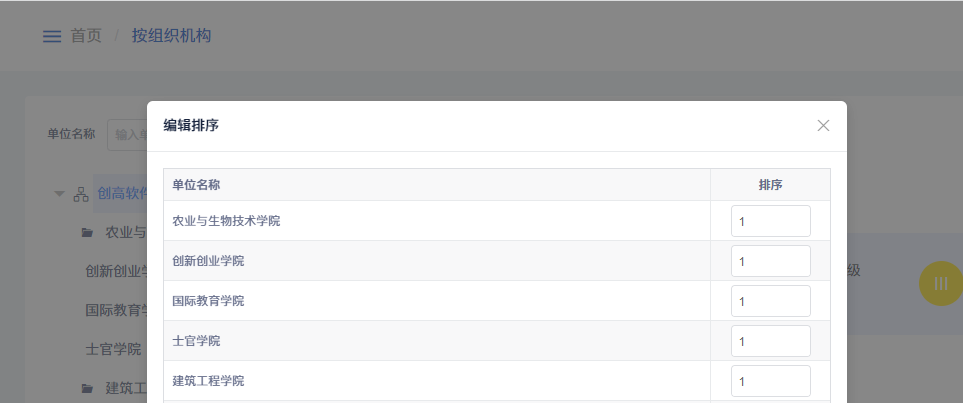 首页 / 按组织机构
编辑排序
单位名称 输入单
单位名称 排序
创高软件
农业与生物技术学院 1
农业与
创新创业学院 1
创新创业学
级
国际教育学院 1
国际教育学
士官学院 1
士官学院
建筑工程学院 1
建筑工